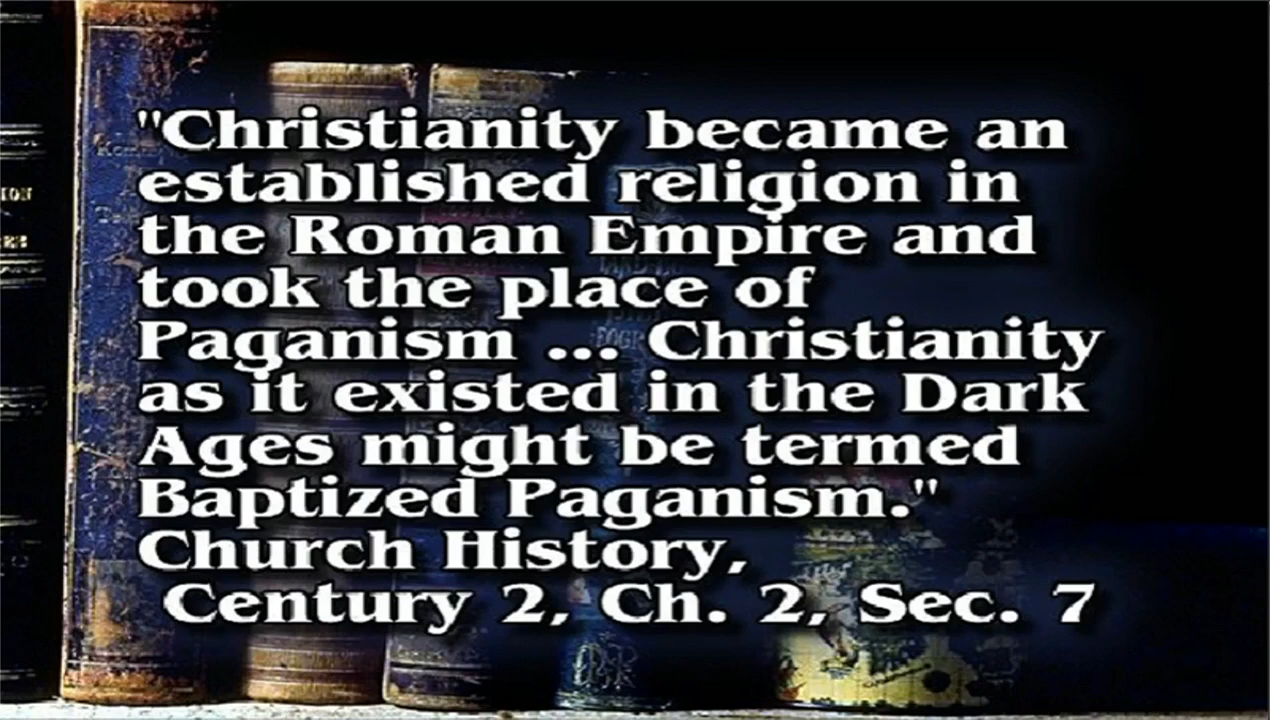 "Christianity became an
established religion in
the Roman Empire and
took the place of
Paganism ... Christianity
as it existed in the Dark
Ages might be termed
Baptized Paganism."
Church History,
Century 2, Ch. 2, Sec. 7